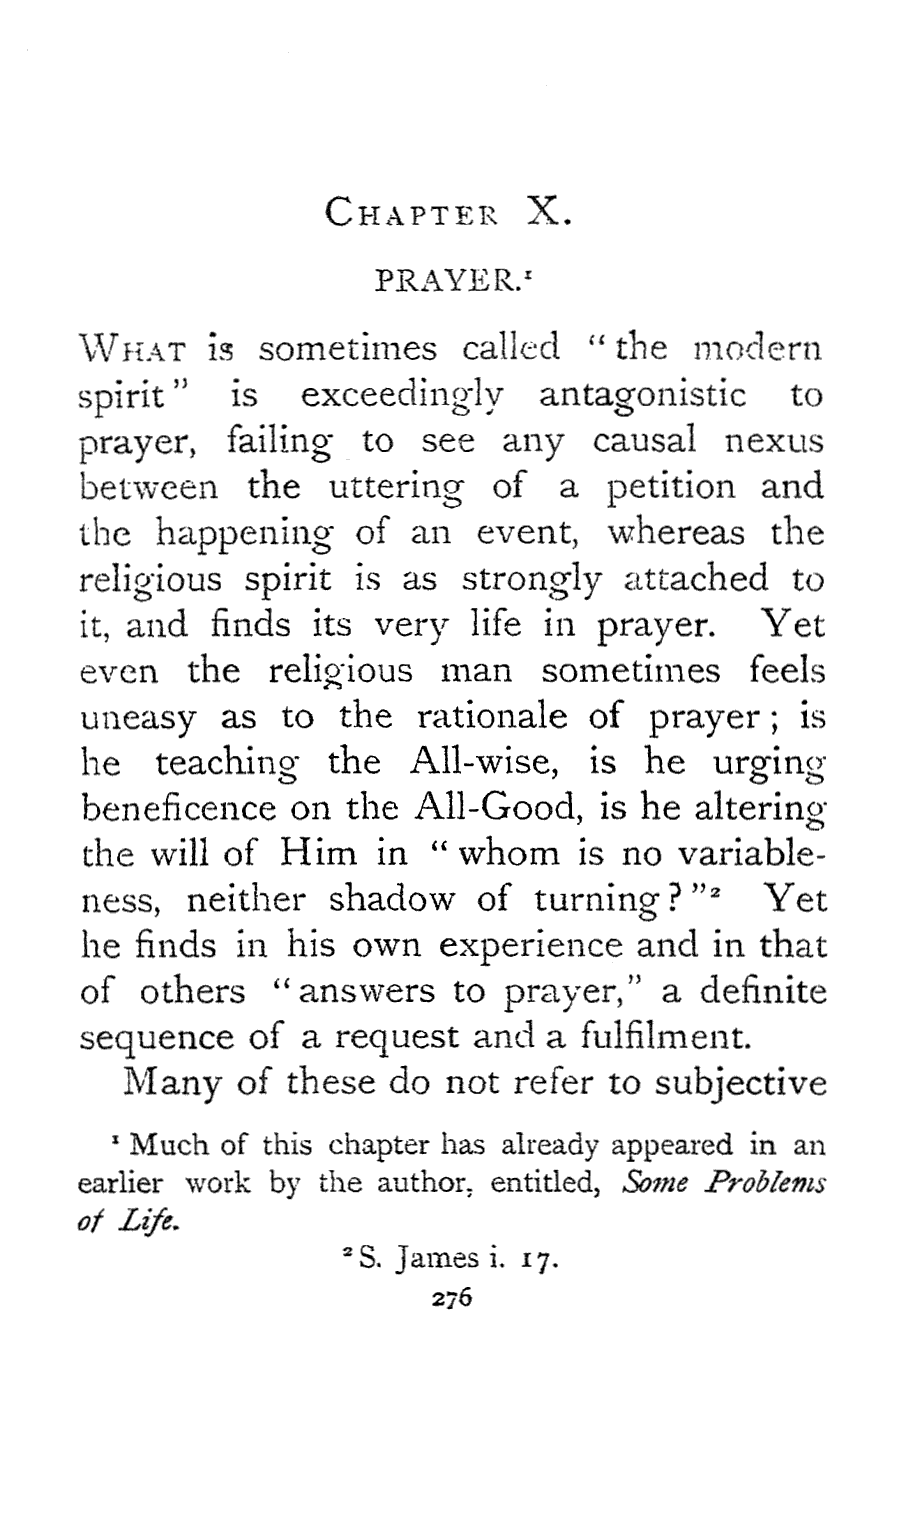 CHAPTER X.
PRAYER.¹
WHAT is sometimes called “ the modern
spirit ” is exceedingly antagonistic to
prayer, failing to see any causal nexus
between the uttering of a petition and
the happening of an event, whereas the
religious spirit is as strongly attached to
it, and finds its very life in prayer. Yet
even the religious man sometimes feels
uneasy as to the rationale of prayer ; is
he teaching the All-wise, is he urging
beneficence on the All-Good, is he altering
the will of Him in “ whom is no variable-
ness, neither shadow of turning ? ”² Yet
he finds in his own experience and in that
of others “ answers to prayer,” a definite
sequence of a request and a fulfilment.
Many of these do not refer to subjective
¹ Much of this chapter has already appeared in an
earlier work by the author, entitled, Some Problems
of Life.
² S. James i. 17.
276